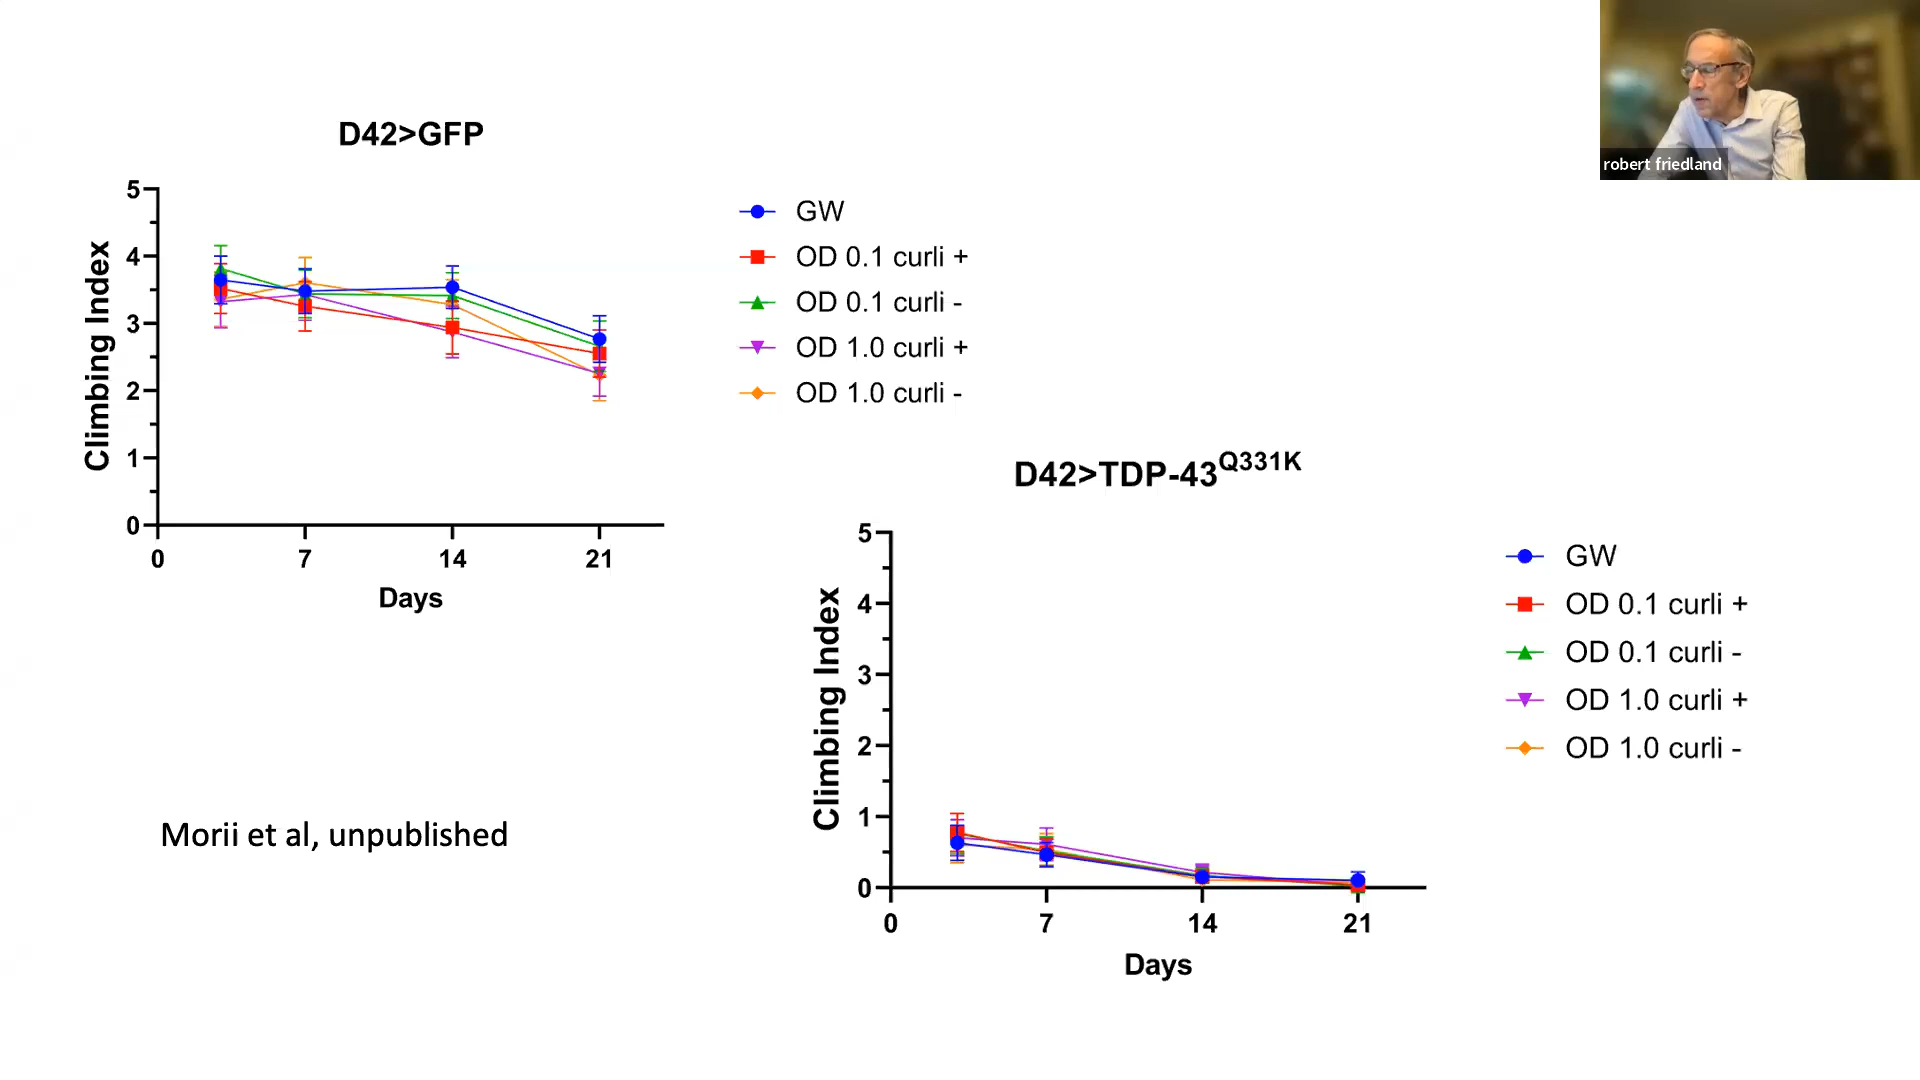 robert friedland
D42>GFP
Climbing Index
5
4
3
2
1
0
0 7 14 21
Days
GW
OD 0.1 curli +
OD 0.1 curli -
OD 1.0 curli +
OD 1.0 curli -
D42>TDP-43Q331K
Climbing Index
5
4
3
2
1
0
0 7 14 21
Days
GW
OD 0.1 curli +
OD 0.1 curli -
OD 1.0 curli +
OD 1.0 curli -
Morii et al, unpublished